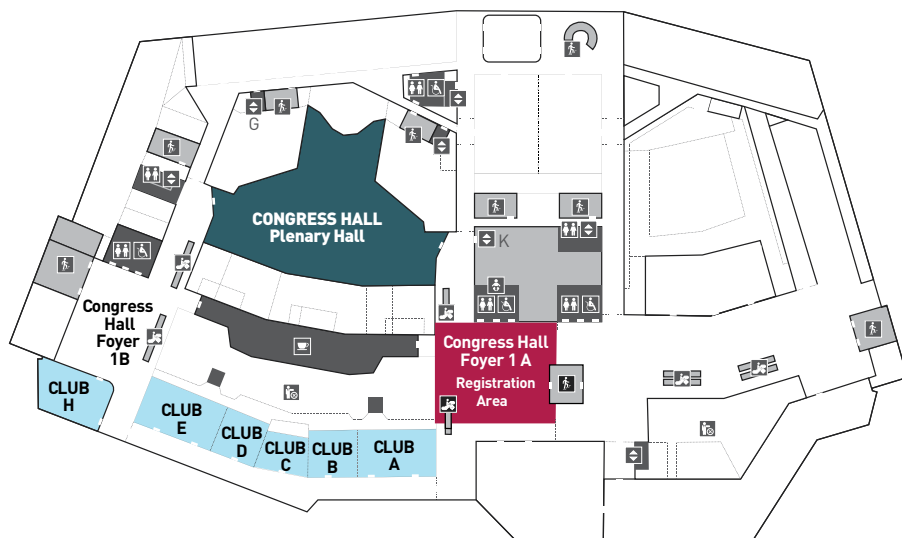 G
CONGRESS HALL
Plenary Hall
K
Congress
Hall
Foyer
1B
Congress Hall
Foyer 1 A
Registration
Area
CLUB
H
CLUB
E
CLUB
D
CLUB
C
CLUB
B
CLUB
A